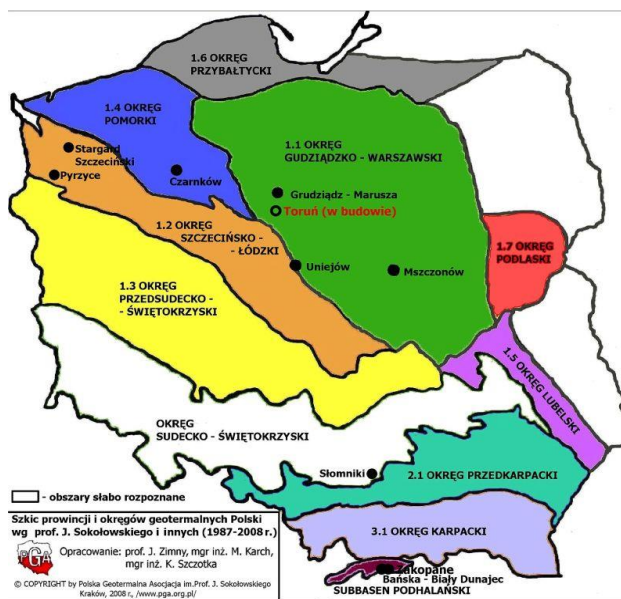 1.6 OKRĘG
PRZYBAŁTYCKI
1.4 OKRĘG
POMORKI
1.1 OKRĘG
GUDZIĄDZKO - WARSZAWSKI
Stargard
Szczeciński
Pyrzyce
Czarnków
Grudziądz - Marusza
Toruń (w budowie)
1.2 OKRĘG
SZCZECIŃSKO -
- ŁÓDZKI
1.7 OKRĘG
PODLASKI
Uniejów
Mszczonów
1.3 OKRĘG
PRZEDSUDECKO -
- ŚWIĘTOKRZYSKI
1.5 OKRĘG LUBELSKI
OKRĘG
SUDECKO - ŚWIĘTOKRZYSKI
Słomniki
2.1 OKRĘG PRZEDKARPACKI
- obszary słabo rozpoznane
Szkic prowincji i okręgów geotermalnych Polski
wg prof. J. Sokołowskiego i innych (1987-2008 r.)
3.1 OKRĘG KARPACKI
PGA
Opracowanie: prof. J. Zimny, mgr inż. M. Karch,
mgr inż. K. Szczotka
Zakopane
Bańska - Biały Dunajec
SUBBASEN PODHALAŃSKI
© COPYRIGHT by Polska Geotermalna Asocjacja im.Prof. J. Sokołowskiego
Kraków, 2008 r., /www.pga.org.pl/